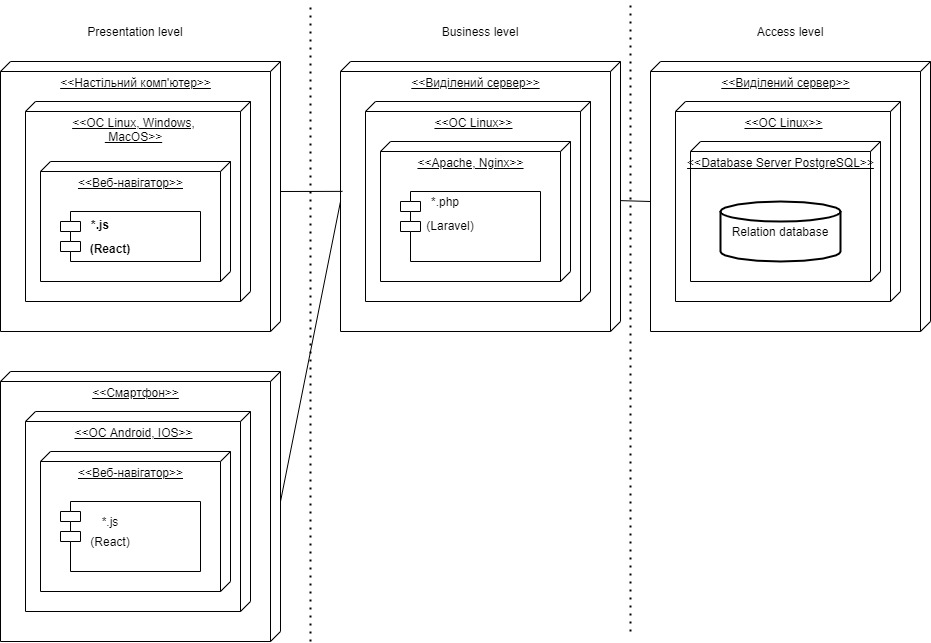 Presentation level
Business level
Access level
<<Настільний комп'ютер>>
<<ОС Linux, Windows,
MacOS>>
<<Веб-навігатор>>
*.js
(React)
<<Виділений сервер>>
<<ОС Linux>>
<<Apache, Nginx>>
*.php
(Laravel)
<<Виділений сервер>>
<<ОС Linux>>
<<Database Server PostgreSQL>>
Relation database
<<Смартфон>>
<<ОС Android, IOS>>
<<Веб-навігатор>>
*.js
(React)